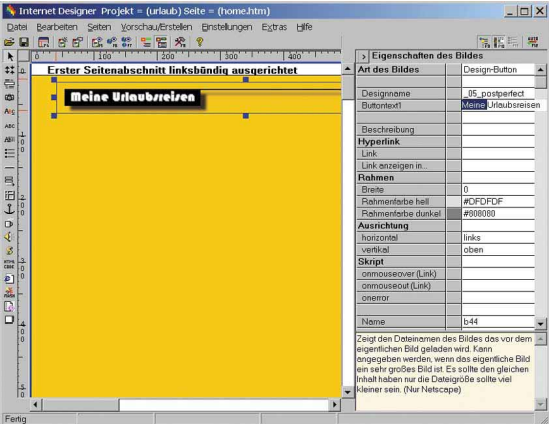 Internet Designer Projekt = (urlaub) Seite = (home.htm)
Datei Bearbeiten Seiten Vorschau/Erstellen Einstellungen Extras Hilfe
0 100 200 300 400
> Eigenschaften des Bildes
Erster Seitenabschnitt linksbündig ausgerichtet
Meine Urlaubsreisen
Art des Bildes Design-Button
Designname _05_postperfect
Buttontext1 Meine Urlaubsreisen
Beschreibung
Hyperlink
Link
Link anzeigen in...
Rahmen
Breite 0
Rahmenfarbe hell #DFDFDF
Rahmenfarbe dunkel #808080
Ausrichtung
horizontal links
vertikal oben
Skript
onmouseover (Link)
onmouseout (Link)
onerror
Name b44
Zeigt den Dateinamen des Bildes das vor dem
eigentlichen Bild geladen wird. Kann
angegeben werden, wenn das eigentliche Bild
ein sehr großes Bild ist. Es sollte den gleichen
Inhalt haben nur die Dateigröße sollte viel
kleiner sein. (Nur Netscape)
Fertig